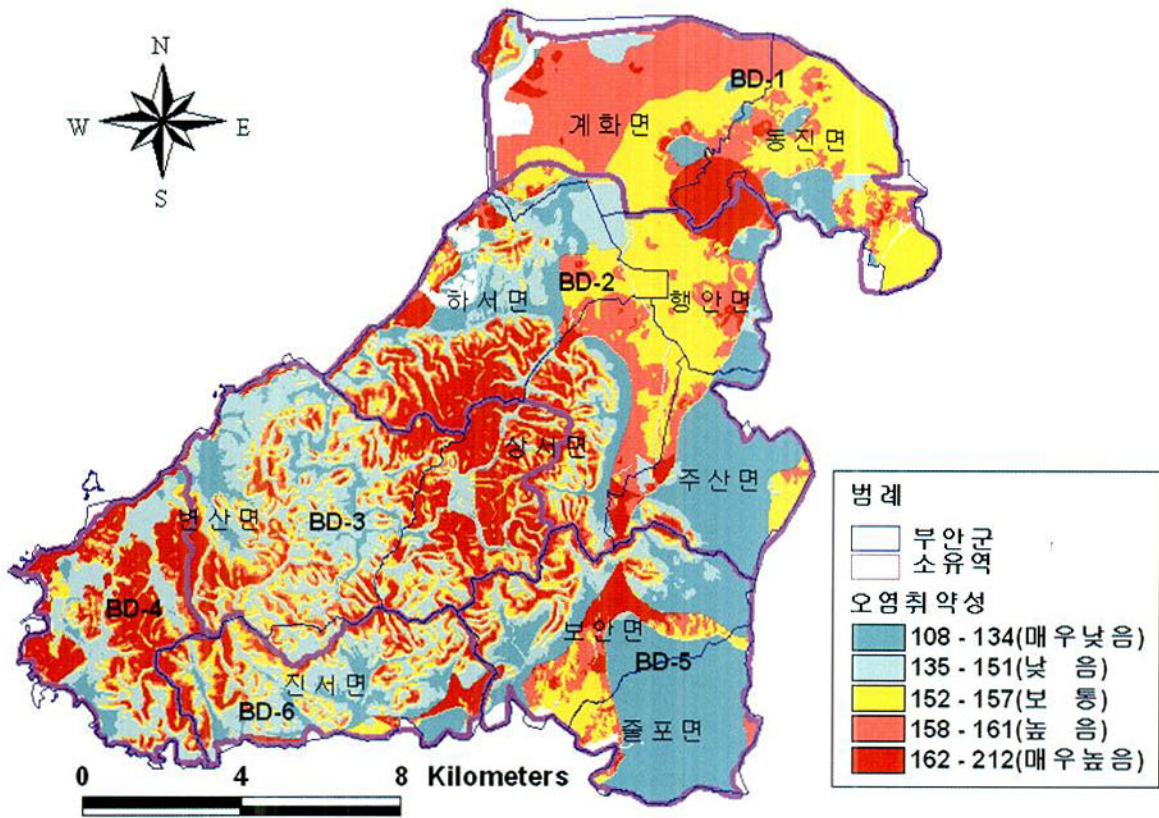 N
W E
S
BD-1
계화면
동진면
BD-2
하서면
행안면
상서면
주산면
변산면
BD-3
BD-4
보안면
BD-5
진서면
BD-6
줄포면
0 4 8 Kilometers
범례
부안군
소유역
오염취약성
108 - 134(매우낮음)
135 - 151(낮 음)
152 - 157(보 통)
158 - 161(높 음)
162 - 212(매우높음)